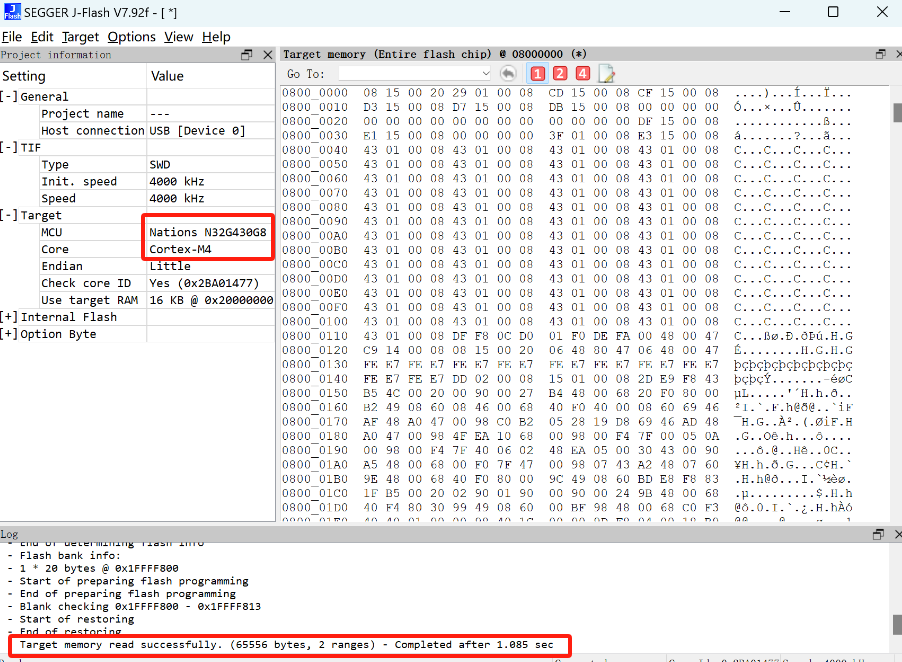 SEGGER J-Flash V7.92f - [ *]
File Edit Target Options View Help
Project information
Setting Value
[-]General
Project name ---
Host connection USB [Device 0]
[-]TIF
Type SWD
Init. speed 4000 kHz
Speed 4000 kHz
[-]Target
MCU Nations N32G430G8
Core Cortex-M4
Endian Little
Check core ID Yes (0x2BA01477)
Use target RAM 16 KB @ 0x20000000
[+]Internal Flash
[+]Option Byte
Target memory (Entire flash chip) @ 08000000 (*)
Go To: 1 2 4
0800_0000 08 15 00 20 29 01 00 08 CD 15 00 08 CF 15 00 08 ....)...Í...Ï...
0800_0010 D3 15 00 08 D7 15 00 08 DB 15 00 08 00 00 00 00 Ó...×...Û.......
0800_0020 00 00 00 00 00 00 00 00 00 00 00 00 DF 15 00 08 ............ß...
0800_0030 E1 15 00 08 00 00 00 00 3F 01 00 08 E3 15 00 08 á.......?...ã...
0800_0040 43 01 00 08 43 01 00 08 43 01 00 08 43 01 00 08 C...C...C...C...
0800_0050 43 01 00 08 43 01 00 08 43 01 00 08 43 01 00 08 C...C...C...C...
0800_0060 43 01 00 08 43 01 00 08 43 01 00 08 43 01 00 08 C...C...C...C...
0800_0070 43 01 00 08 43 01 00 08 43 01 00 08 43 01 00 08 C...C...C...C...
0800_0080 43 01 00 08 43 01 00 08 43 01 00 08 43 01 00 08 C...C...C...C...
0800_0090 43 01 00 08 43 01 00 08 43 01 00 08 43 01 00 08 C...C...C...C...
0800_00A0 43 01 00 08 43 01 00 08 43 01 00 08 43 01 00 08 C...C...C...C...
0800_00B0 43 01 00 08 43 01 00 08 43 01 00 08 43 01 00 08 C...C...C...C...
0800_00C0 43 01 00 08 43 01 00 08 43 01 00 08 43 01 00 08 C...C...C...C...
0800_00D0 43 01 00 08 43 01 00 08 43 01 00 08 43 01 00 08 C...C...C...C...
0800_00E0 43 01 00 08 43 01 00 08 43 01 00 08 43 01 00 08 C...C...C...C...
0800_00F0 43 01 00 08 43 01 00 08 43 01 00 08 43 01 00 08 C...C...C...C...
0800_0100 43 01 00 08 43 01 00 08 43 01 00 08 43 01 00 08 C...C...C...C...
0800_0110 43 01 00 08 DF F8 0C D0 01 F0 DE FA 00 48 00 47 C...ßø.Ð.ðÞú.H.G
0800_0120 C9 14 00 08 08 15 00 20 06 48 80 47 06 48 00 47 É.......H.G.H.G
0800_0130 FE E7 FE E7 FE E7 FE E7 FE E7 FE E7 FE E7 FE E7 þçþçþçþçþçþçþçþç
0800_0140 FE E7 FE E7 DD 02 00 08 15 01 00 08 2D E9 F8 43 þçþçÝ.......-éøC
0800_0150 B5 4C 00 20 00 90 00 27 B4 48 00 68 20 F0 80 00 µL.....'´H.h.ð..
0800_0160 B2 49 08 60 08 46 00 68 40 F0 40 00 08 60 69 46 ²I.`.F.h@ð@..`iF
0800_0170 AF 48 A0 47 00 98 C0 B2 05 28 19 D8 69 46 AD 48 ¯H.G..À².(.ØiF.H
0800_0180 A0 47 00 98 4F EA 10 68 00 98 00 F4 7F 00 05 0A .G..Oê.h...ô....
0800_0190 00 98 00 F4 7F 40 06 02 48 EA 05 00 30 43 00 90 ...ô.@..Hê..0C..
0800_01A0 A5 48 00 68 00 F0 7F 47 00 98 07 43 A2 48 07 60 ¥H.h.ð.G...C¢H.`
0800_01B0 9E 48 00 68 40 F0 80 00 9C 49 08 60 BD E8 F8 83 .H.h@ð...I.`½èø.
0800_01C0 1F B5 00 20 02 90 01 90 00 90 00 24 9B 48 00 68 .µ.........$.H.h
0800_01D0 40 F4 80 30 99 49 08 60 00 BF 98 48 00 68 C0 F3 @ô.0.I.`.¿.H.hÀó
Log
- End of determining flash info
- Flash bank info:
- 1 * 20 bytes @ 0x1FFFF800
- Start of preparing flash programming
- End of preparing flash programming
- Blank checking 0x1FFFF800 - 0x1FFFF813
- Start of restoring
- End of restoring
Target memory read successfully. (65556 bytes, 2 ranges) - Completed after 1.085 sec